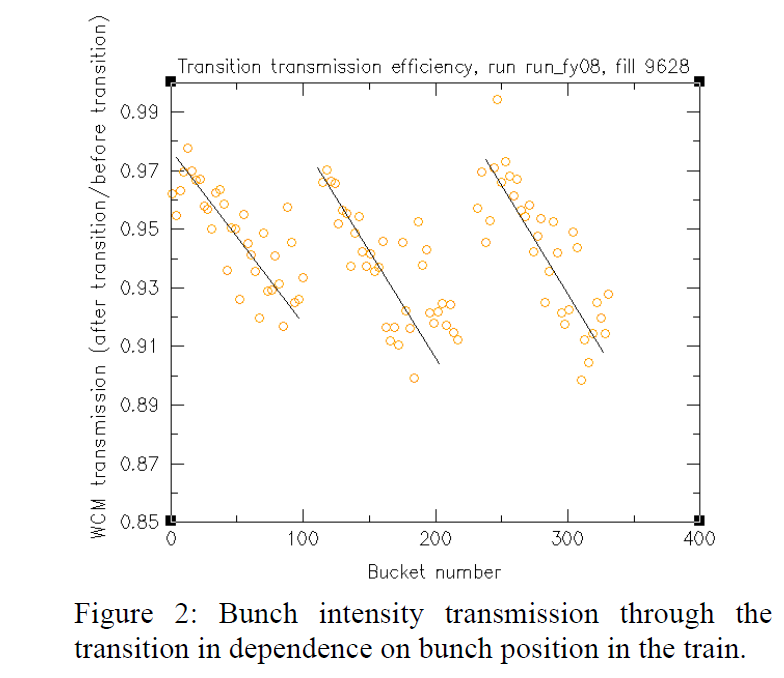 Transition transmission efficiency, run run_fy08, fill 9628
WCM transmission (after transition/before transition)
0.99
0.97
0.95
0.93
0.91
0.89
0.87
0.85
0 100 200 300 400
Bucket number
Figure 2: Bunch intensity transmission through the
transition in dependence on bunch position in the train.